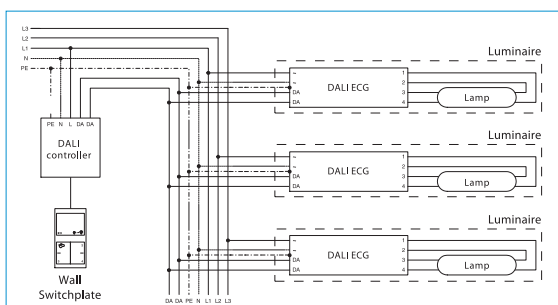 L3
L2
L1
N
PE
PE N L DA DA
DALI
controller
Wall
Switchplate
Luminaire
~
~
DA
DA
DALI ECG
1
2
3
4
Lamp
Luminaire
~
~
DA
DA
DALI ECG
1
2
3
4
Lamp
Luminaire
~
~
DA
DA
DALI ECG
1
2
3
4
Lamp
DA DA PE N L1 L2 L3